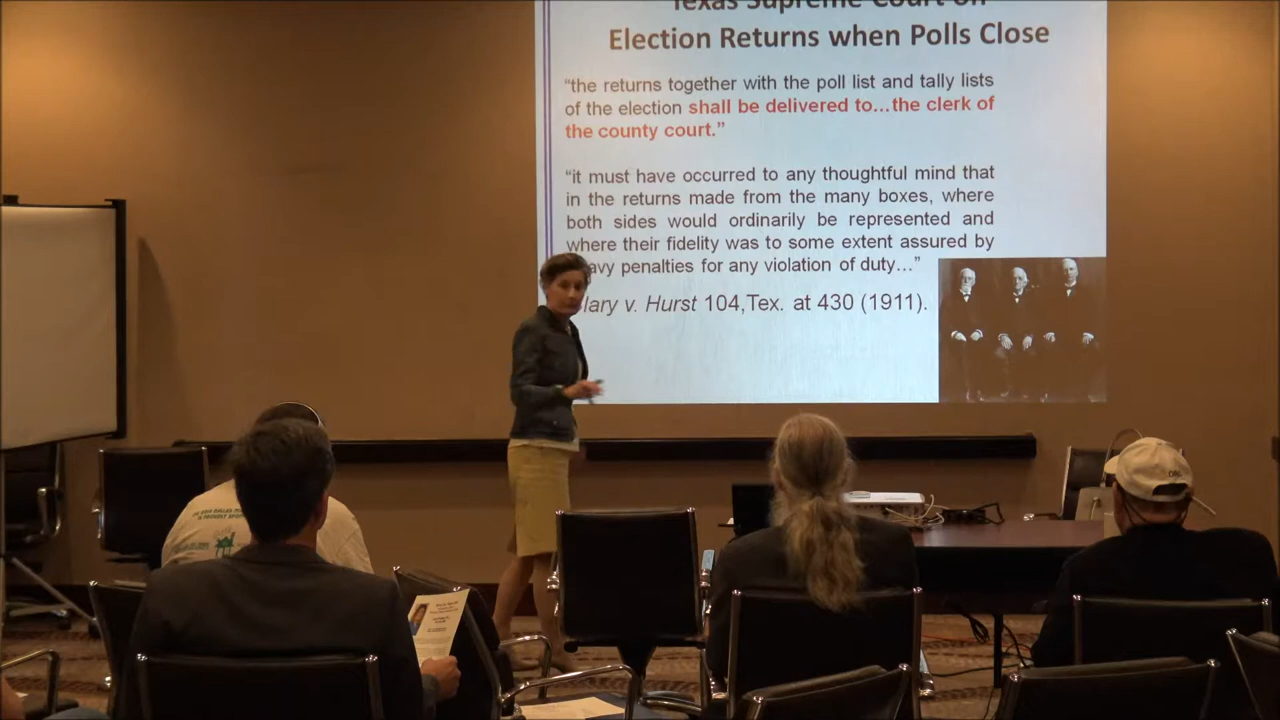 Texas Supreme Court on
Election Returns when Polls Close
“the returns together with the poll list and tally lists
of the election shall be delivered to...the clerk of
the county court.”
“it must have occurred to any thoughtful mind that
in the returns made from the many boxes, where
both sides would ordinarily be represented and
where their fidelity was to some extent assured by
avy penalties for any violation of duty...”
lary v. Hurst 104,Tex. at 430 (1911).